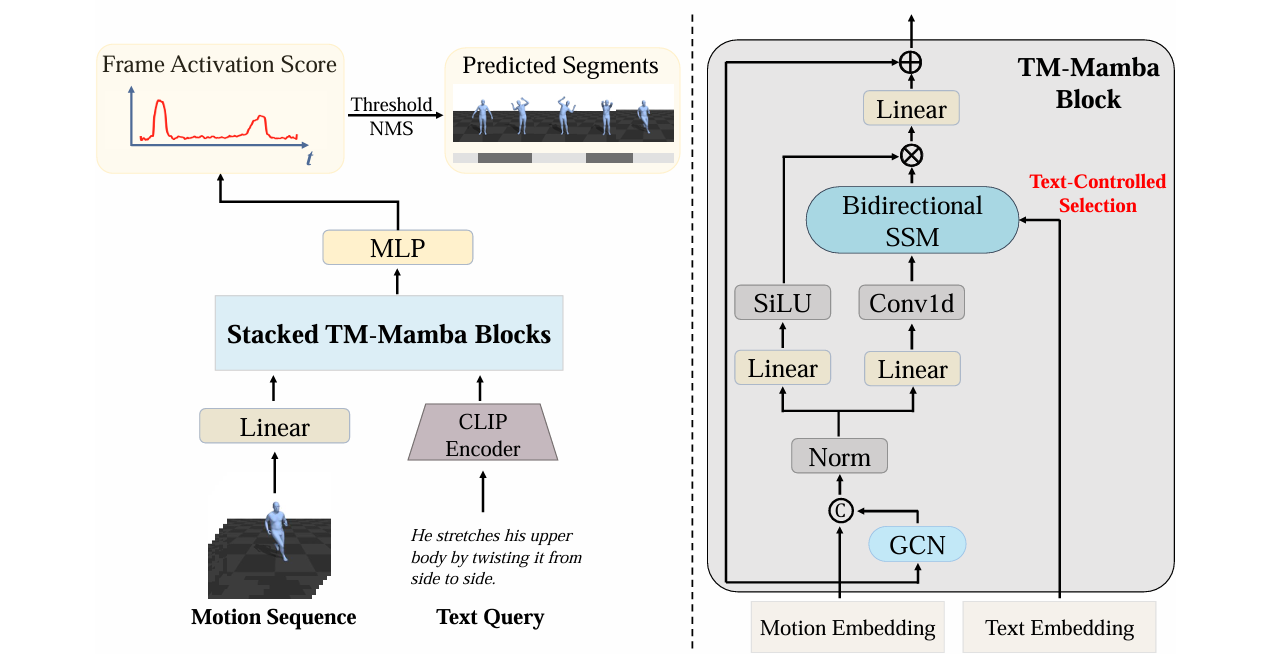 Frame Activation Score
t
Threshold
NMS
Predicted Segments
MLP
Stacked TM-Mamba Blocks
Linear
CLIP
Encoder
He stretches his upper
body by twisting it from
side to side.
Motion Sequence
Text Query
TM-Mamba
Block
Linear
Text-Controlled
Selection
Bidirectional
SSM
SiLU
Conv1d
Linear
Linear
Norm
C
GCN
Motion Embedding
Text Embedding